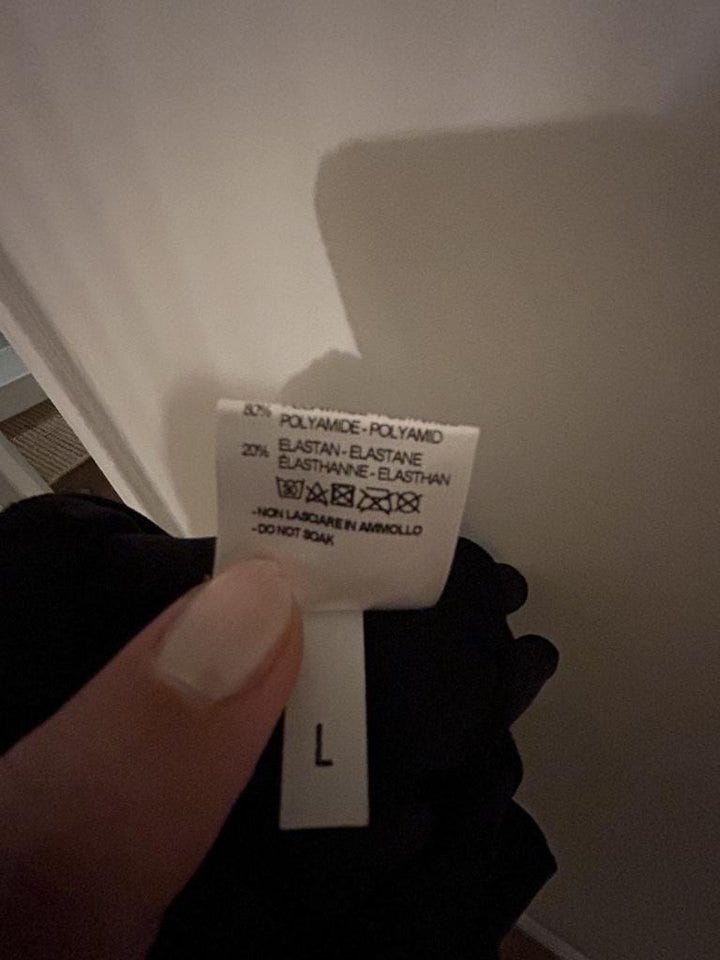 80%
POLYAMIDE - POLYAMID
20% ELASTAN - ELASTANE
ÉLASTHANNE - ELASTHAN
- NON LASCIARE IN AMMOLLO
- DO NOT SOAK
L